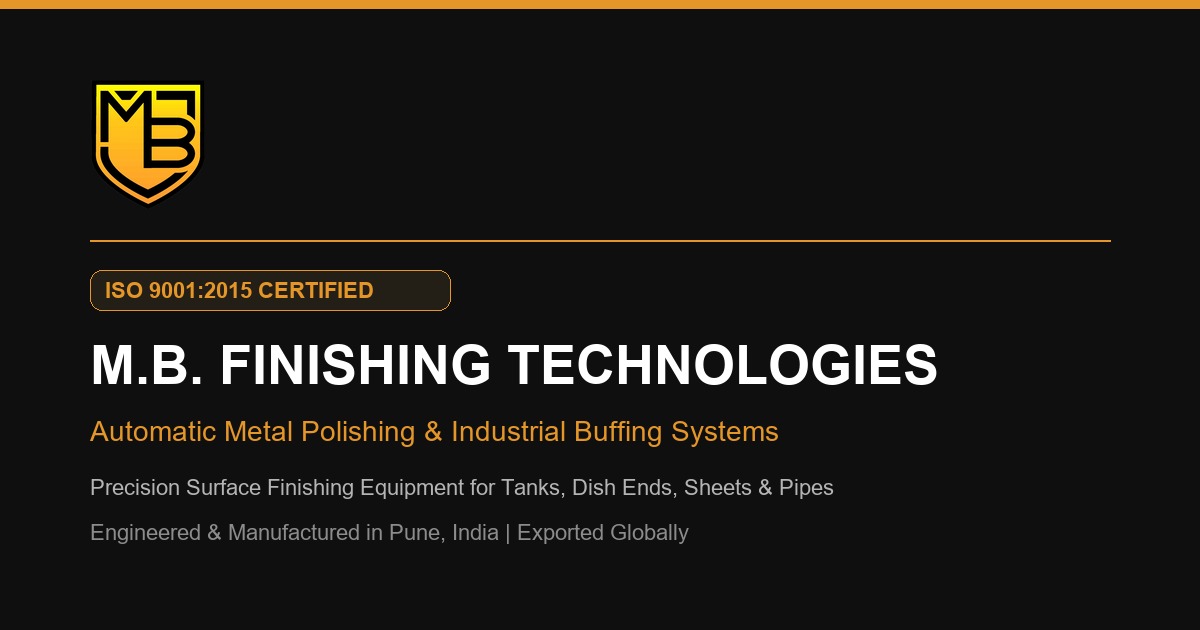 MB
ISO 9001:2015 CERTIFIED
M.B. FINISHING TECHNOLOGIES
Automatic Metal Polishing & Industrial Buffing Systems
Precision Surface Finishing Equipment for Tanks, Dish Ends, Sheets & Pipes
Engineered & Manufactured in Pune, India | Exported Globally